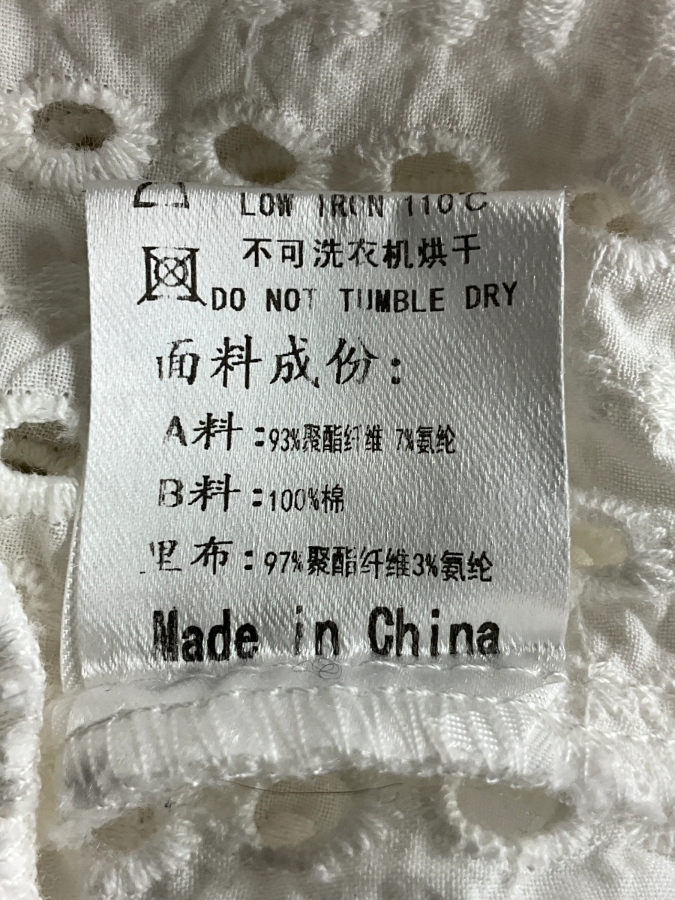 LOW IRON 110℃
不可洗衣机烘干
DO NOT TUMBLE DRY
面料成份：
A料：93%聚酯纤维 7%氨纶
B料：100%棉
里布：97%聚酯纤维3%氨纶
Made in China